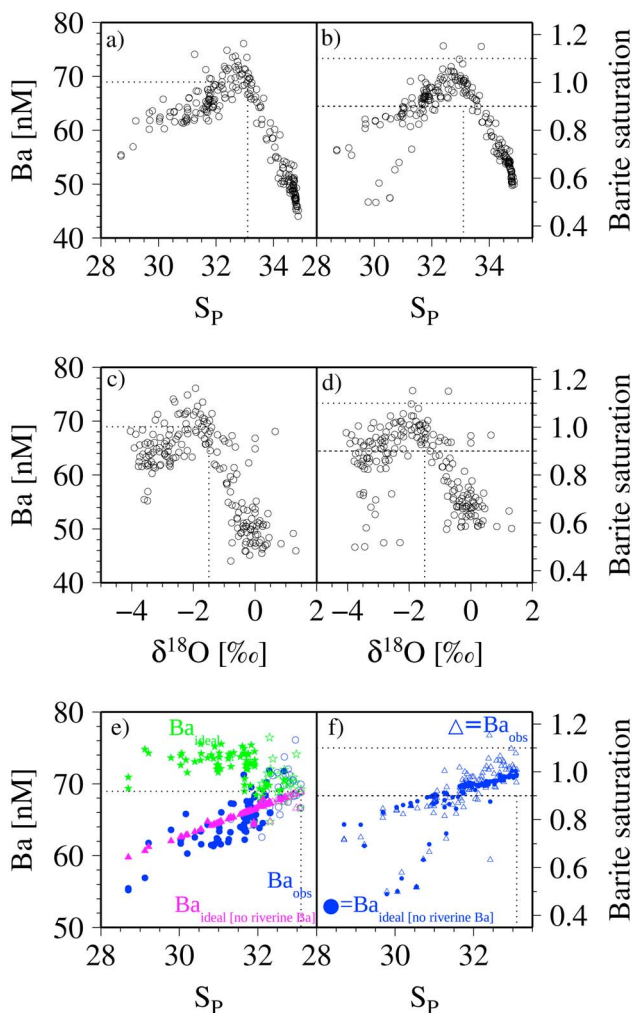 a)
b)
80
70
60
50
40
Ba [nM]
1.2
1.0
0.8
0.6
0.4
Barite saturation
28 30 32 34 28 30 32 34
S_P S_P
c)
d)
80
70
60
50
40
Ba [nM]
1.2
1.0
0.8
0.6
0.4
Barite saturation
−4 −2 0 2 −4 −2 0 2
δ¹⁸O [‰] δ¹⁸O [‰]
e)
f)
80
70
60
50
Ba [nM]
Ba_ideal
Ba_obs
Ba_ideal [no riverine Ba]
△=Ba_obs
●=Ba_ideal [no riverine Ba]
1.2
1.0
0.8
0.6
0.4
Barite saturation
28 30 32 28 30 32
S_P S_P